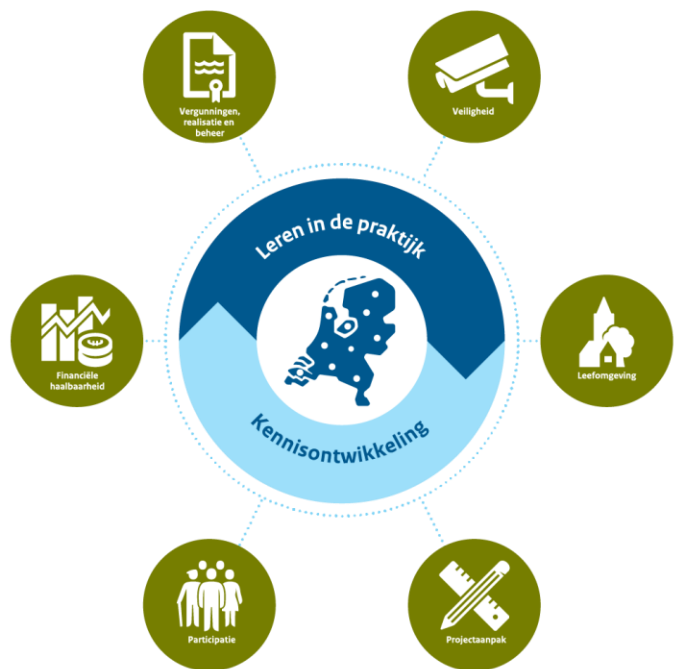 Vergunningen,
realisatie en
beheer
Veiligheid
Leren in de praktijk
Financiële
haalbaarheid
Leefomgeving
Kennisontwikkeling
Participatie
Projectaanpak